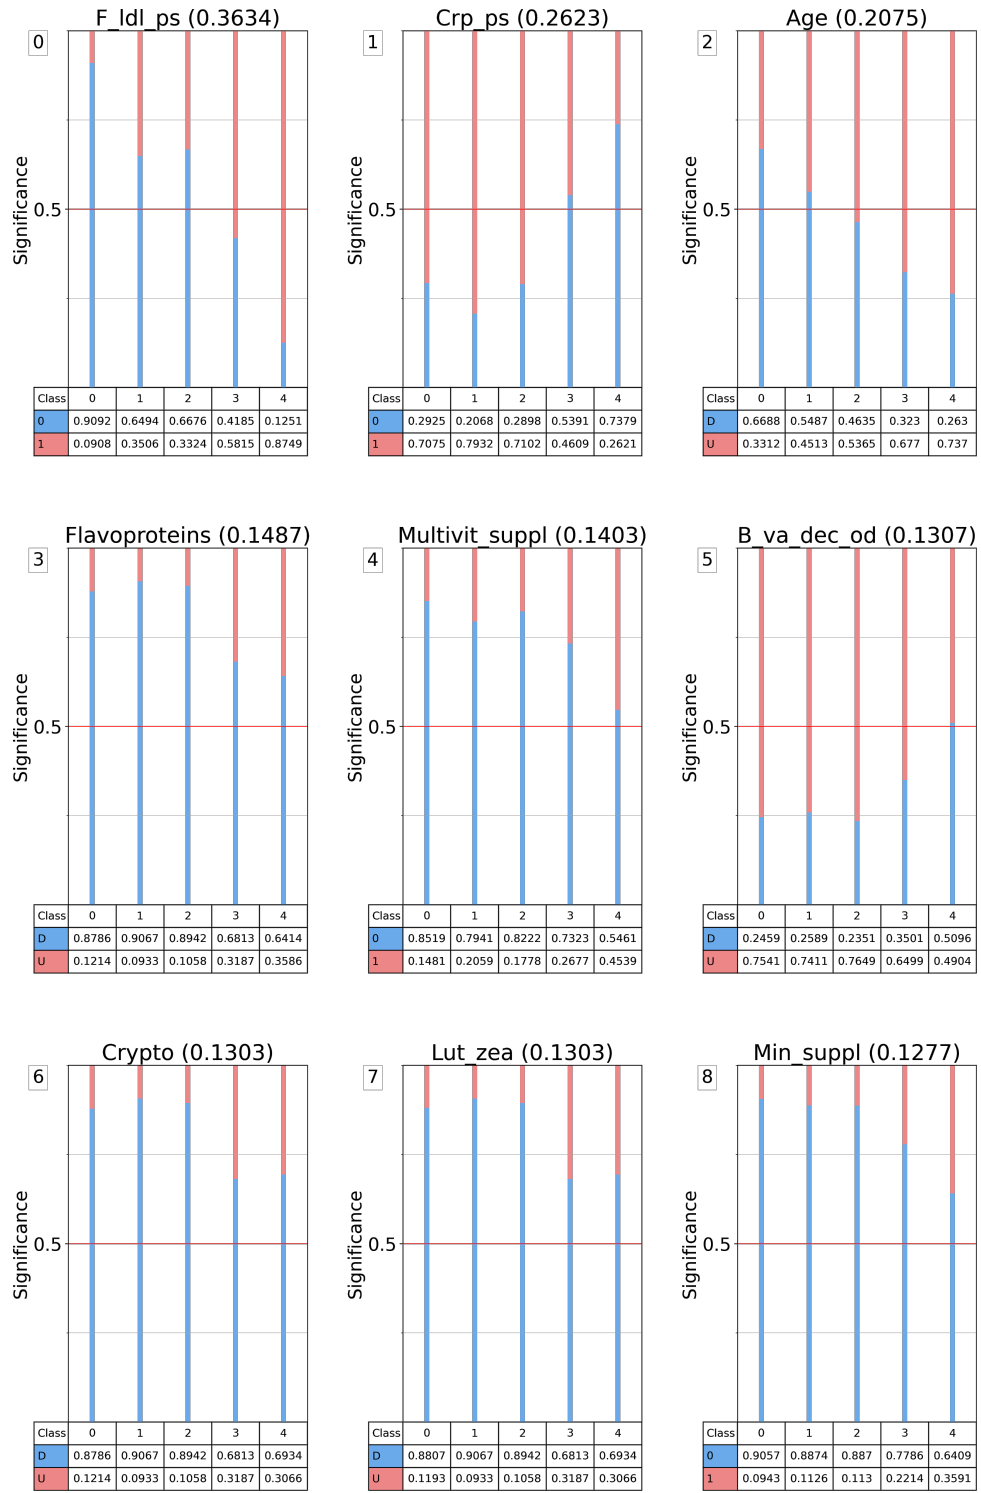 F_ldl_ps (0.3634)
0
Significance
0.5
Class 0 1 2 3 4
0 0.9092 0.6494 0.6676 0.4185 0.1251
1 0.0908 0.3506 0.3324 0.5815 0.8749
Crp_ps (0.2623)
1
Significance
0.5
Class 0 1 2 3 4
0 0.2925 0.2068 0.2898 0.5391 0.7379
1 0.7075 0.7932 0.7102 0.4609 0.2621
Age (0.2075)
2
Significance
0.5
Class 0 1 2 3 4
D 0.6688 0.5487 0.4635 0.323 0.263
U 0.3312 0.4513 0.5365 0.677 0.737
Flavoproteins (0.1487)
3
Significance
0.5
Class 0 1 2 3 4
D 0.8786 0.9067 0.8942 0.6813 0.6414
U 0.1214 0.0933 0.1058 0.3187 0.3586
Multivit_suppl (0.1403)
4
Significance
0.5
Class 0 1 2 3 4
0 0.8519 0.7941 0.8222 0.7323 0.5461
1 0.1481 0.2059 0.1778 0.2677 0.4539
B_va_dec_od (0.1307)
5
Significance
0.5
Class 0 1 2 3 4
D 0.2459 0.2589 0.2351 0.3501 0.5096
U 0.7541 0.7411 0.7649 0.6499 0.4904
Crypto (0.1303)
6
Significance
0.5
Class 0 1 2 3 4
D 0.8786 0.9067 0.8942 0.6813 0.6934
U 0.1214 0.0933 0.1058 0.3187 0.3066
Lut_zea (0.1303)
7
Significance
0.5
Class 0 1 2 3 4
D 0.8807 0.9067 0.8942 0.6813 0.6934
U 0.1193 0.0933 0.1058 0.3187 0.3066
Min_suppl (0.1277)
8
Significance
0.5
Class 0 1 2 3 4
0 0.9057 0.8874 0.887 0.7786 0.6409
1 0.0943 0.1126 0.113 0.2214 0.3591